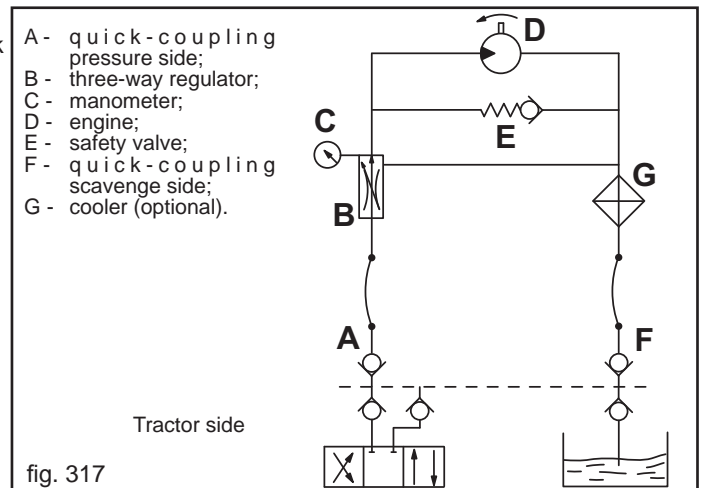 k
A - quick-coupling
pressure side;
B - three-way regulator;
C - manometer;
D - engine;
E - safety valve;
F - quick-coupling
scavenge side;
G - cooler (optional).
D
C
E
G
B
A
F
Tractor side
fig. 317